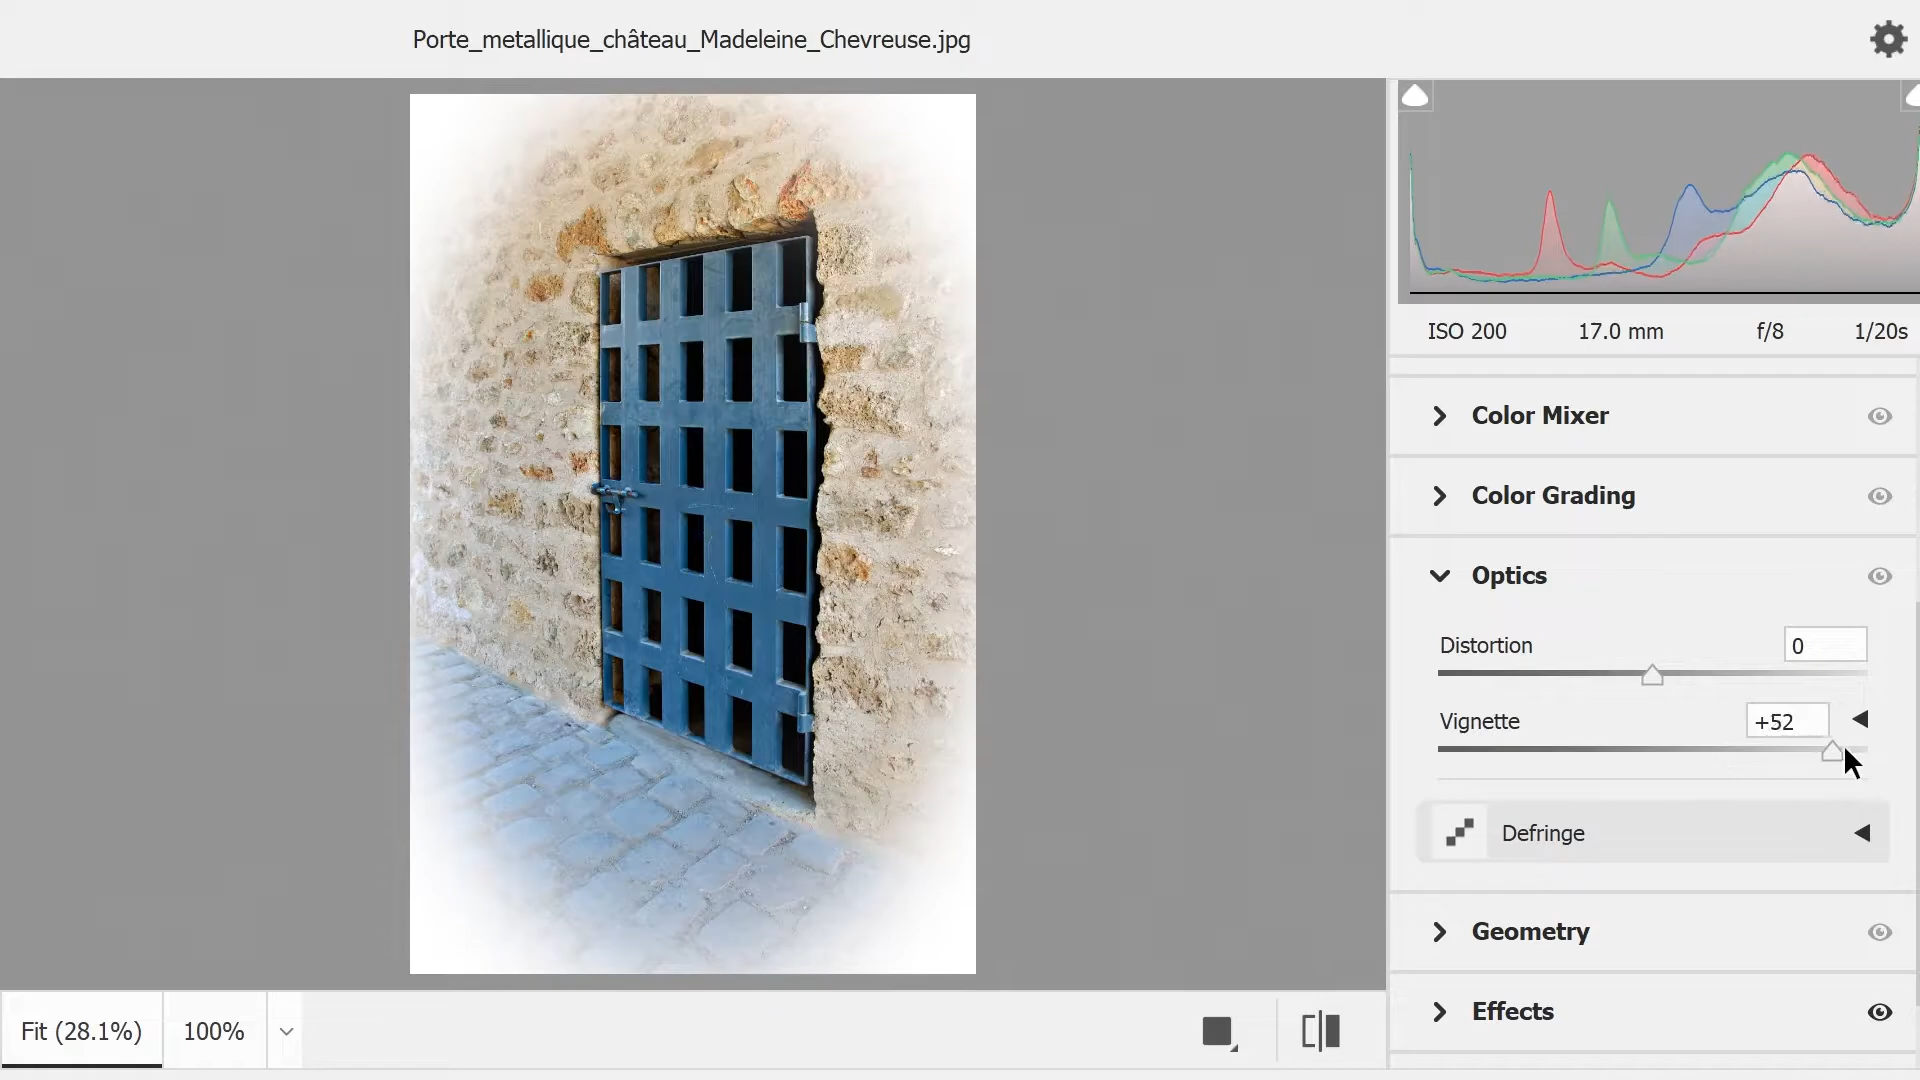 Porte_metallique_château_Madeleine_Chevreuse.jpg
ISO 200 17.0 mm f/8 1/20s
Color Mixer
Color Grading
Optics
Distortion 0
Vignette +52
Defringe
Geometry
Effects
Fit (28.1%) 100%